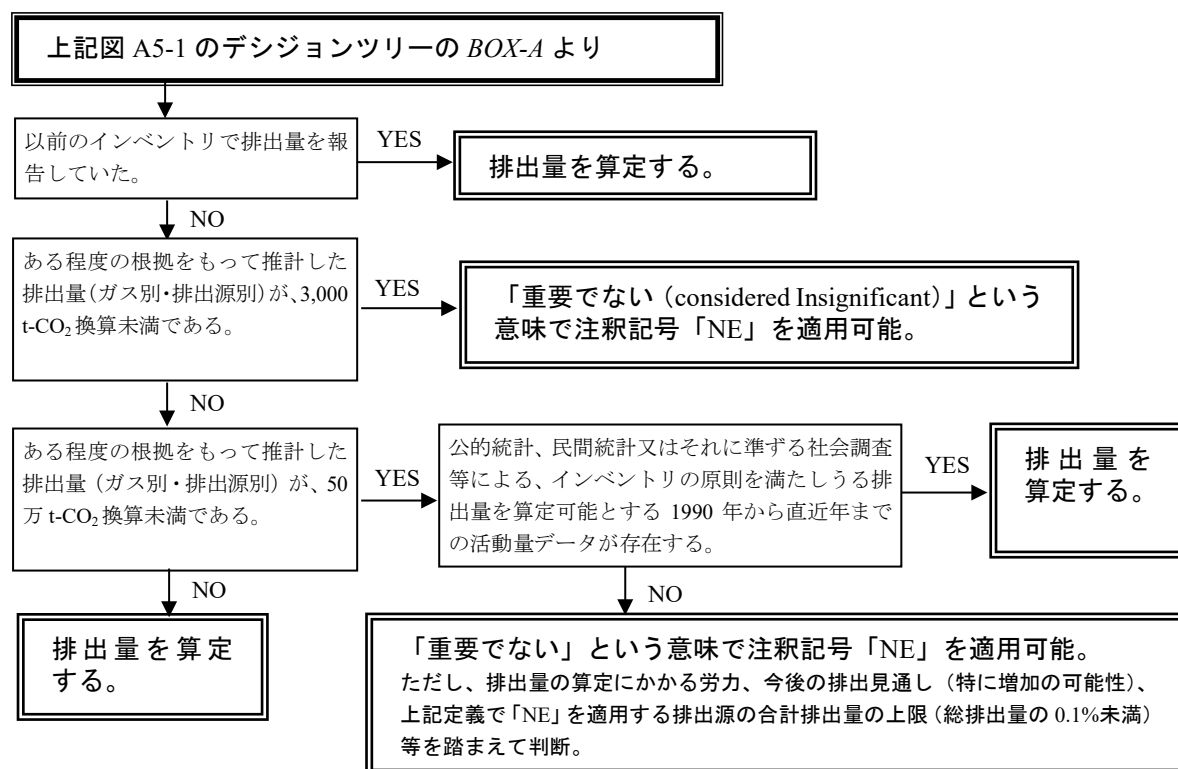 上記図 A5-1 のデシジョンツリーの BOX-A より
以前のインベントリで排出量を報
告していた。
YES
排出量を算定する。
NO
ある程度の根拠をもって推計した
排出量（ガス別・排出源別）が、3,000
t-CO₂換算未満である。
YES
「重要でない（considered Insignificant）」という
意味で注釈記号「NE」を適用可能。
NO
ある程度の根拠をもって推計した
排出量（ガス別・排出源別）が、50
万 t-CO₂換算未満である。
YES
公的統計、民間統計又はそれに準ずる社会調査
等による、インベントリの原則を満たしうる排
出量を算定可能とする 1990 年から直近年まで
の活動量データが存在する。
YES
排出量を
算定する。
NO
排出量を算定
する。
NO
「重要でない」という意味で注釈記号「NE」を適用可能。
ただし、排出量の算定にかかる労力、今後の排出見通し（特に増加の可能性）、
上記定義で「NE」を適用する排出源の合計排出量の上限（総排出量の 0.1%未満）
等を踏まえて判断。